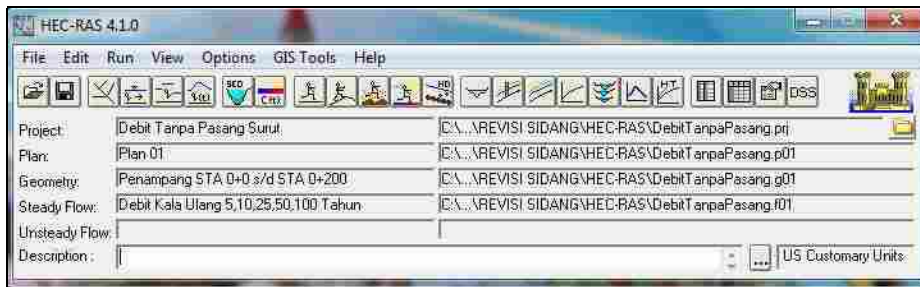 HEC-RAS 4.1.0
File Edit Run View Options GIS Tools Help
Project: Debit Tanpa Pasang Surut C:\...\REVISI SIDANG\HEC-RAS\DebitTanpaPasang.prj
Plan: Plan 01 C:\...\REVISI SIDANG\HEC-RAS\DebitTanpaPasang.p01
Geometry: Penampang STA 0+0 s/d STA 0+200 C:\...\REVISI SIDANG\HEC-RAS\DebitTanpaPasang.g01
Steady Flow: Debit Kala Ulang 5,10,25,50,100 Tahun C:\...\REVISI SIDANG\HEC-RAS\DebitTanpaPasang.f01
Unsteady Flow:
Description : ... US Customary Units